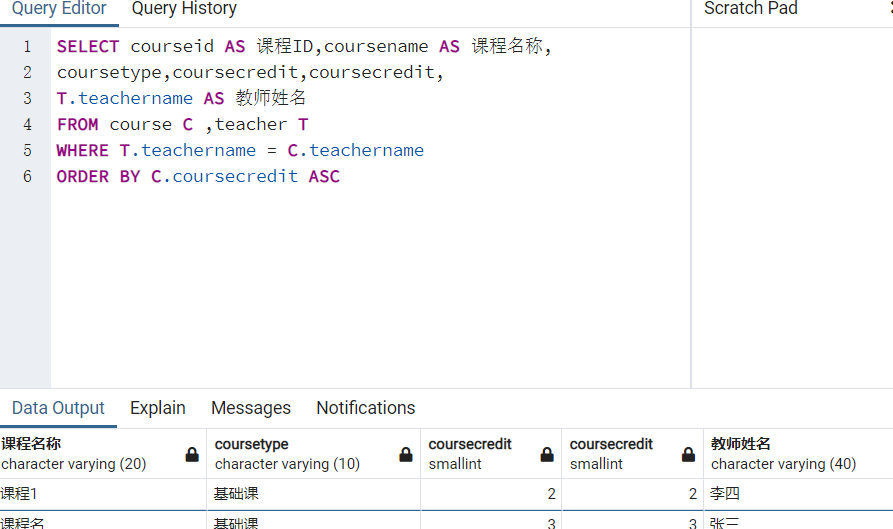 Query Editor Query History Scratch Pad
1 SELECT courseid AS 课程ID,coursename AS 课程名称,
2 coursetype,coursecredit,coursecredit,
3 T.teachername AS 教师姓名
4 FROM course C ,teacher T
5 WHERE T.teachername = C.teachername
6 ORDER BY C.coursecredit ASC
Data Output Explain Messages Notifications
课程名称 coursetype coursecredit coursecredit 教师姓名
character varying (20) character varying (10) smallint smallint character varying (40)
课程1 基础课 2 2 李四
课程名 基础课 3 3 张三